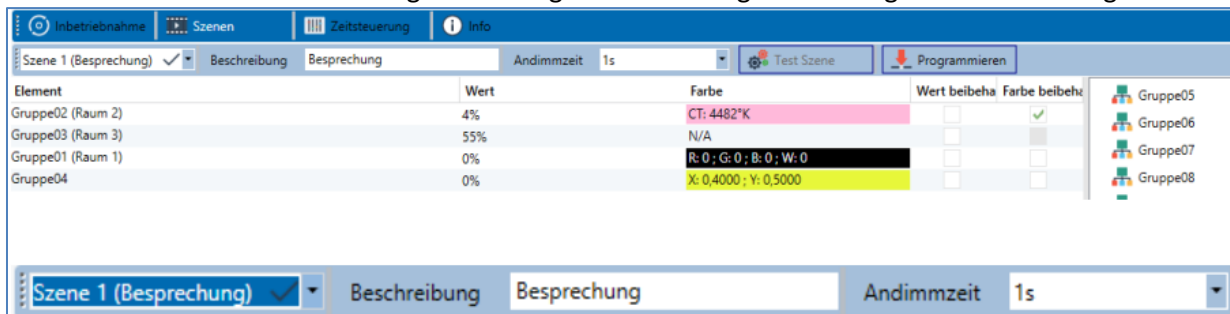 Inbetriebnahme Szenen Zeitsteuerung Info
Szene 1 (Besprechung) Beschreibung Besprechung Andimmzeit 1s Test Szene Programmieren
Element Wert Farbe Wert beibeha Farbe beibeha
Gruppe05
Gruppe02 (Raum 2) 4% CT: 4482°K
Gruppe06
Gruppe03 (Raum 3) 55% N/A
Gruppe01 (Raum 1) 0% R: 0 ; G: 0 ; B: 0 ; W: 0 Gruppe07
Gruppe04 0% X: 0,4000 ; Y: 0,5000 Gruppe08
Szene 1 (Besprechung) Beschreibung Besprechung Andimmzeit 1s